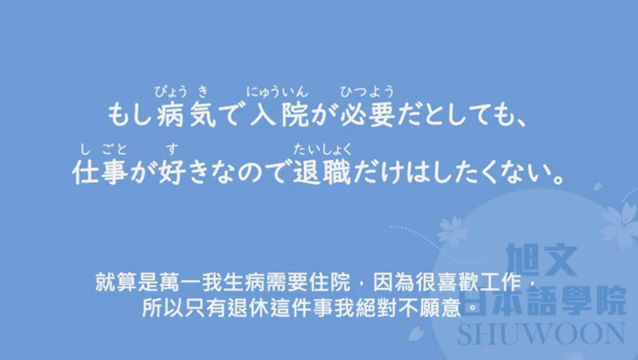 びょうき にゅういん ひつよう
もし病気で入院が必要だとしても、
しごと す たいしょく
仕事が好きなので退職だけはしたくない。
就算是萬一我生病需要住院，因為很喜歡工作，
所以只有退休這件事我絕對不願意。
旭文
日本語學院
SHUWOON